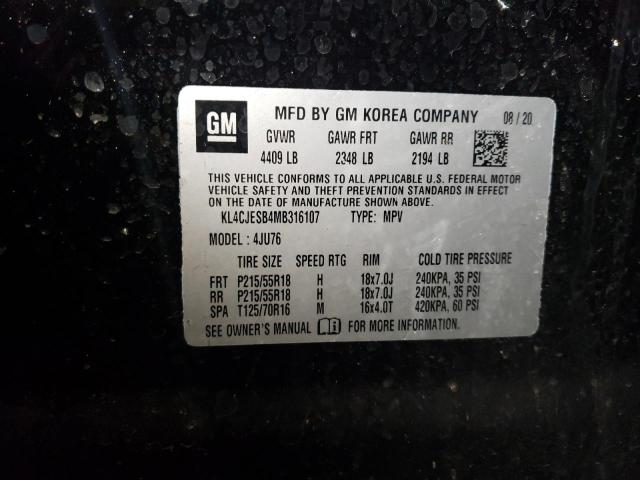 GM MFD BY GM KOREA COMPANY 08 / 20
GVWR GAWR FRT GAWR RR
4409 LB 2348 LB 2194 LB
THIS VEHICLE CONFORMS TO ALL APPLICABLE U.S. FEDERAL MOTOR
VEHICLE SAFETY AND THEFT PREVENTION STANDARDS IN EFFECT
ON THE DATE OF MANUFACTURE SHOWN ABOVE.
KL4CJESB4MB316107 TYPE: MPV
MODEL: 4JU76
TIRE SIZE SPEED RTG RIM COLD TIRE PRESSURE
FRT P215/55R18 H 18x7.0J 240KPA, 35 PSI
RR P215/55R18 H 18x7.0J 240KPA, 35 PSI
SPA T125/70R16 M 16x4.0T 420KPA, 60 PSI
SEE OWNER'S MANUAL FOR MORE INFORMATION.